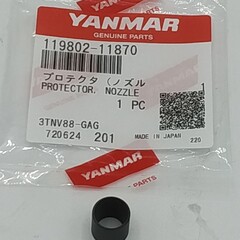 YANMAR
GENUINE PARTS
119802-11870
プロテクタ (ノズル
PROTECTOR. NOZZLE
1 PC
3TNV88-GAG
720624 201
MADE IN JAPAN
220
YANMAR